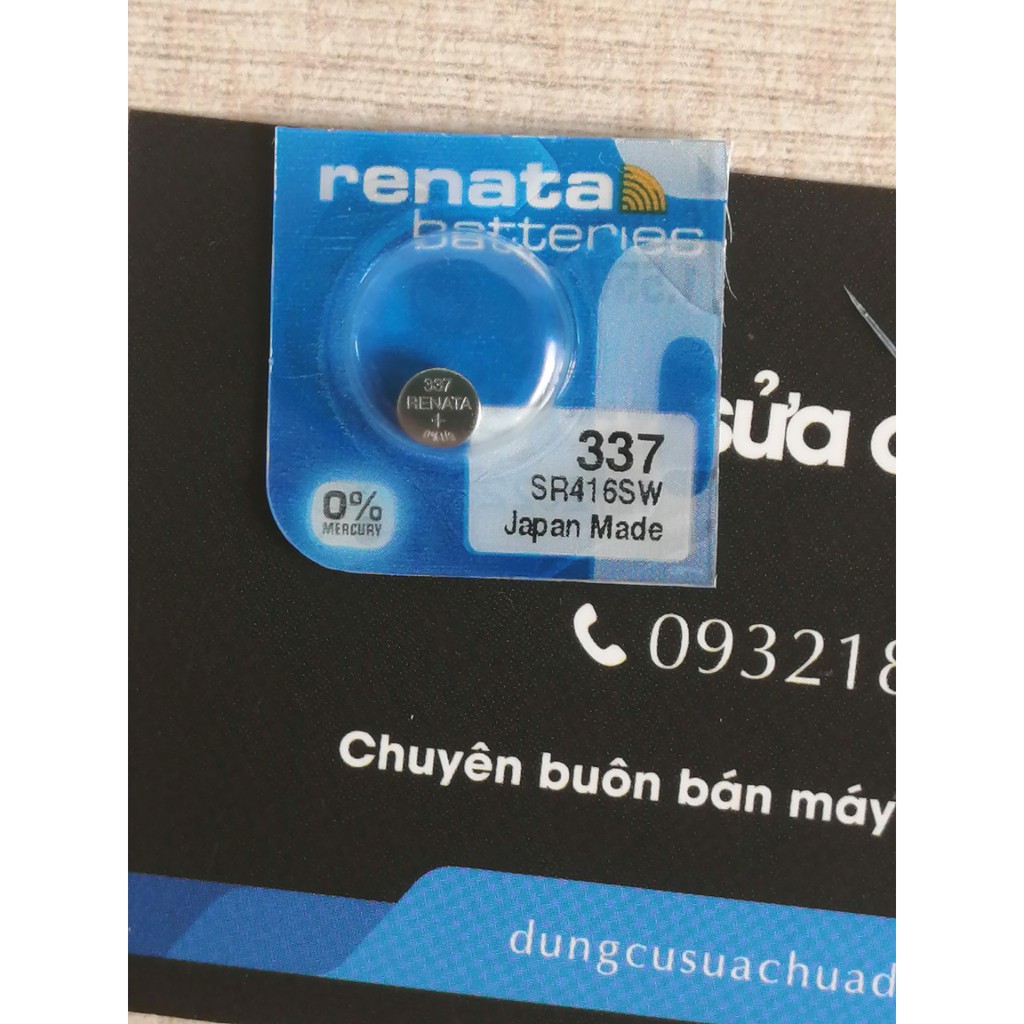 renata
batteries
337
RENATA
+
337
SR416SW
Japan Made
0%
MERCURY
sửa
093218
Chuyên buôn bán máy
dungcusuachuad